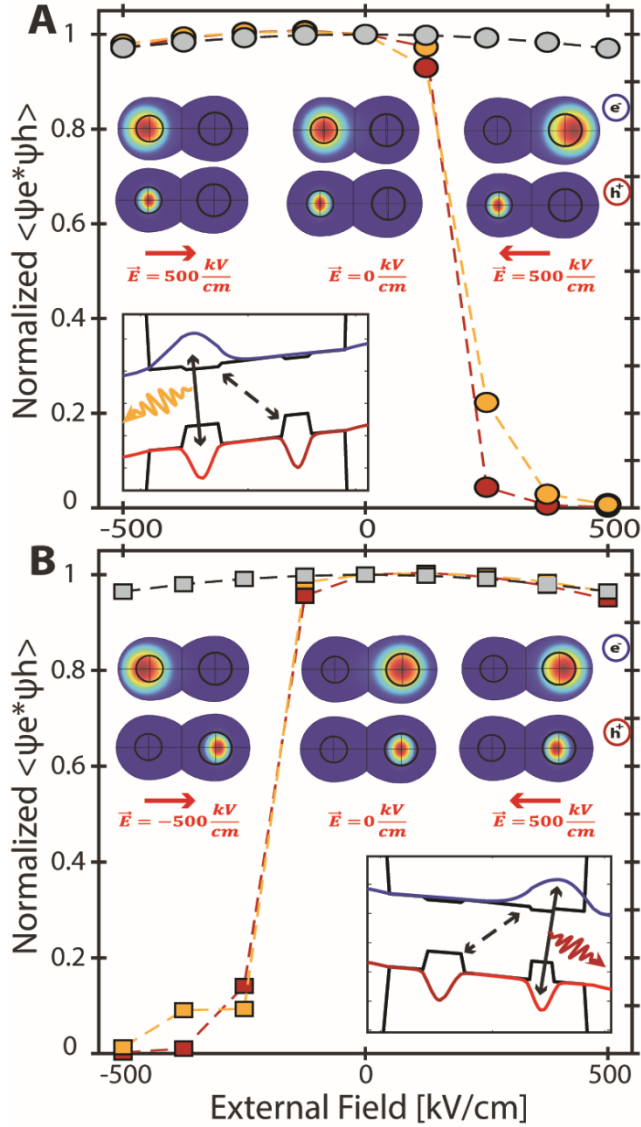 A
Normalized <ψe*ψh>
1
0.8
0.6
0.4
0.2
0
e-
h+
E⃗ = 500 kV/cm
E⃗ = 0 kV/cm
E⃗ = 500 kV/cm
-500
0
500
B
Normalized <ψe*ψh>
1
0.8
0.6
0.4
0.2
0
e-
h+
E⃗ = -500 kV/cm
E⃗ = 0 kV/cm
E⃗ = 500 kV/cm
-500
0
500
External Field [kV/cm]